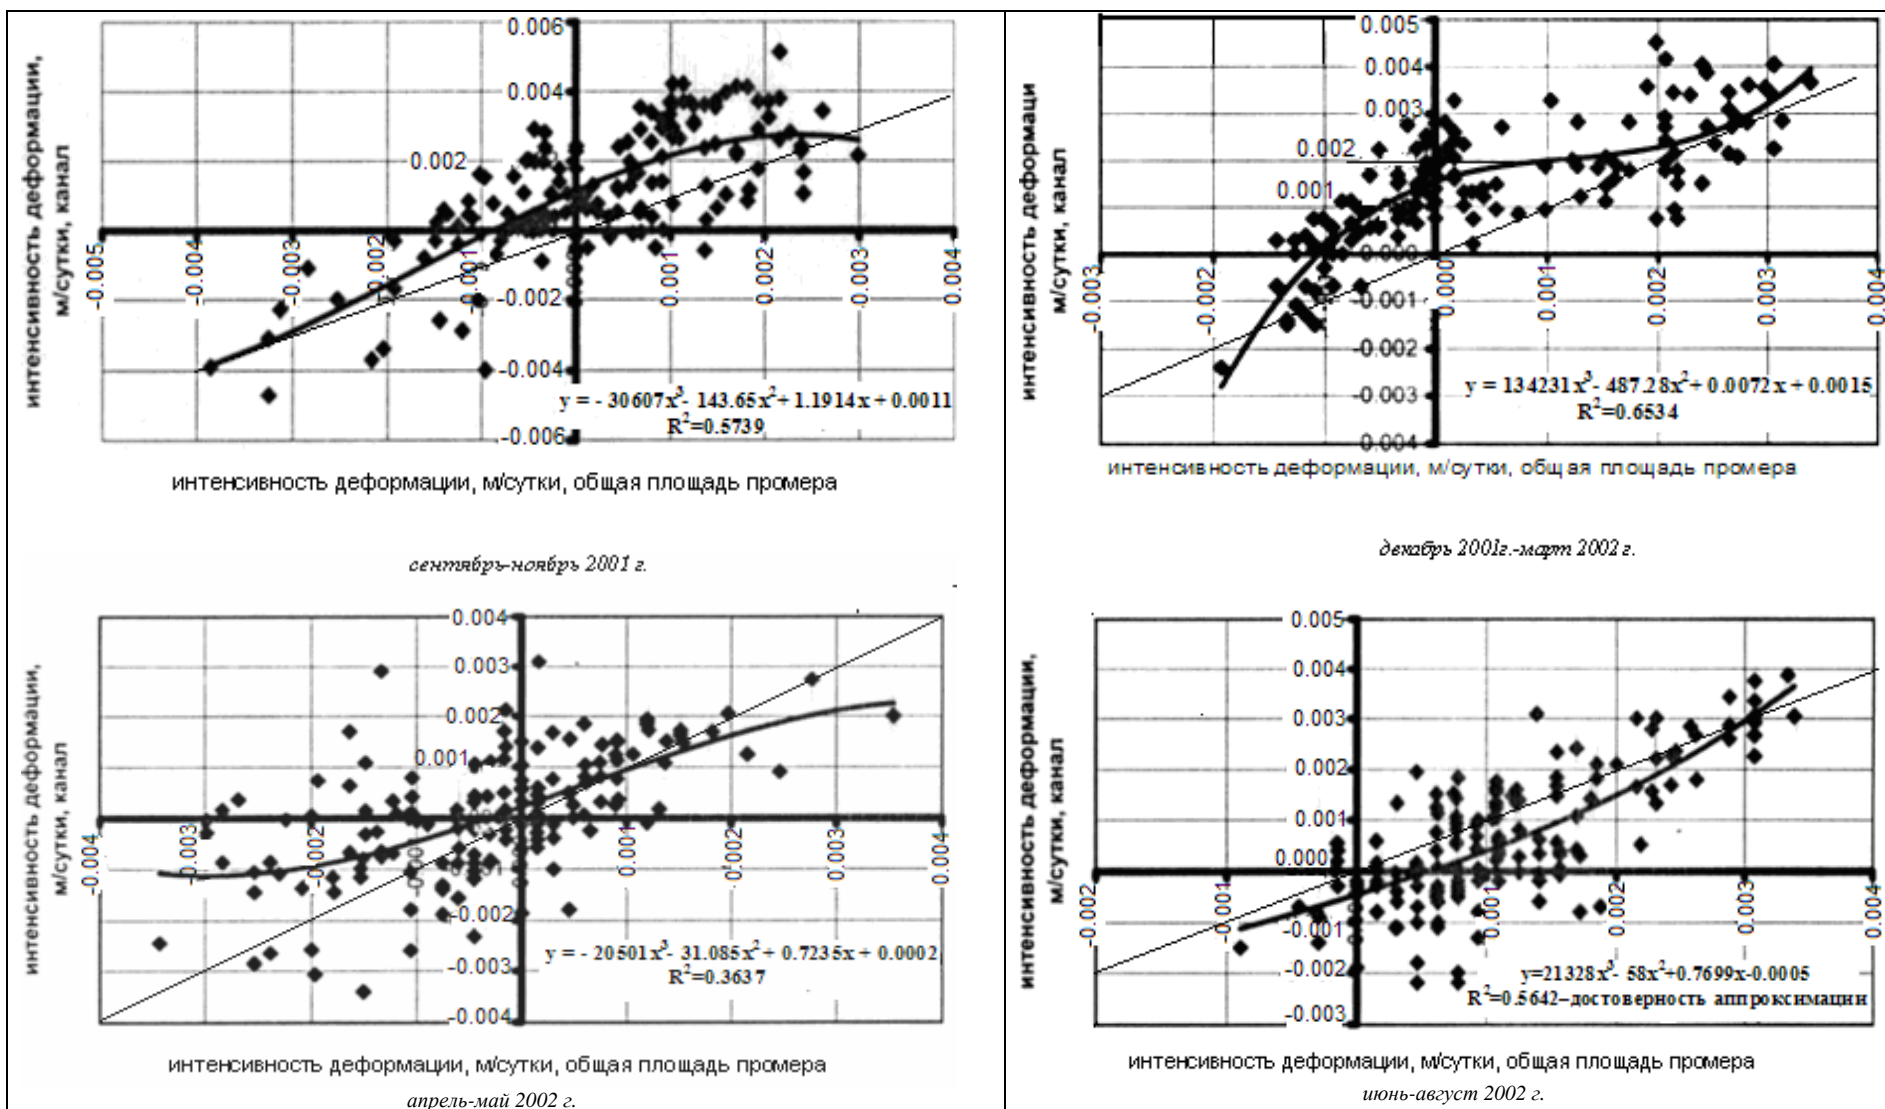 интенсивность деформации,
м/сутки, канал
0.006
0.004
0.002
-0.002
-0.004
-0.006
-0.005
-0.004
-0.003
-0.002
-0.001
0.001
0.002
0.003
0.004
y = - 30607x³- 143.65x²+ 1.1914x + 0.0011
R²=0.5739
интенсивность деформации, м/сутки, общая площадь промера
сентябрь-ноябрь 2001 г.
интенсивность деформаци
м/сутки, канал
0.005
0.004
0.003
0.002
0.001
0.000
-0.001
-0.002
-0.003
0.004
-0.003
-0.002
0.000
0.001
0.002
0.003
0.004
y = 134231x³- 487.28x²+ 0.0072x + 0.0015
R²=0.6534
интенсивность деформации, м/сутки, общая площадь промера
декабрь 2001г.-март 2002 г.
интенсивность деформации,
м/сутки, канал
0.004
0.003
0.002
0.001
-0.002
-0.003
-0.004
-0.004
-0.003
-0.002
0.001
0.002
0.003
0.004
y = - 20501x³- 31.085x²+ 0.7235x + 0.0002
R²=0.3637
интенсивность деформации, м/сутки, общая площадь промера
апрель-май 2002 г.
интенсивность деформации,
м/сутки, канал
0.005
0.004
0.003
0.002
0.001
0.000
-0.001
-0.002
-0.003
-0.002
-0.001
0.001
0.002
0.003
0.004
y=21328x³- 58x²+0.7699x-0.0005
R²=0.5642–достоверность аппроксимации
интенсивность деформации, м/сутки, общая площадь промера
июнь-август 2002 г.